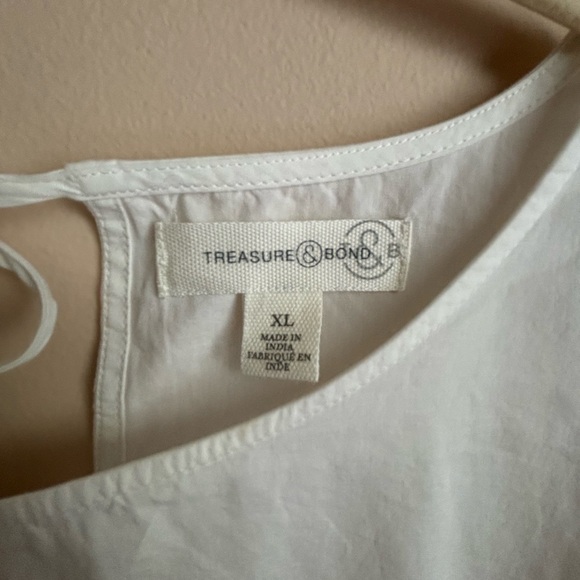 TREASURE & BOND
T & B
XL
MADE IN
INDIA
FABRIQUÉ EN
INDE